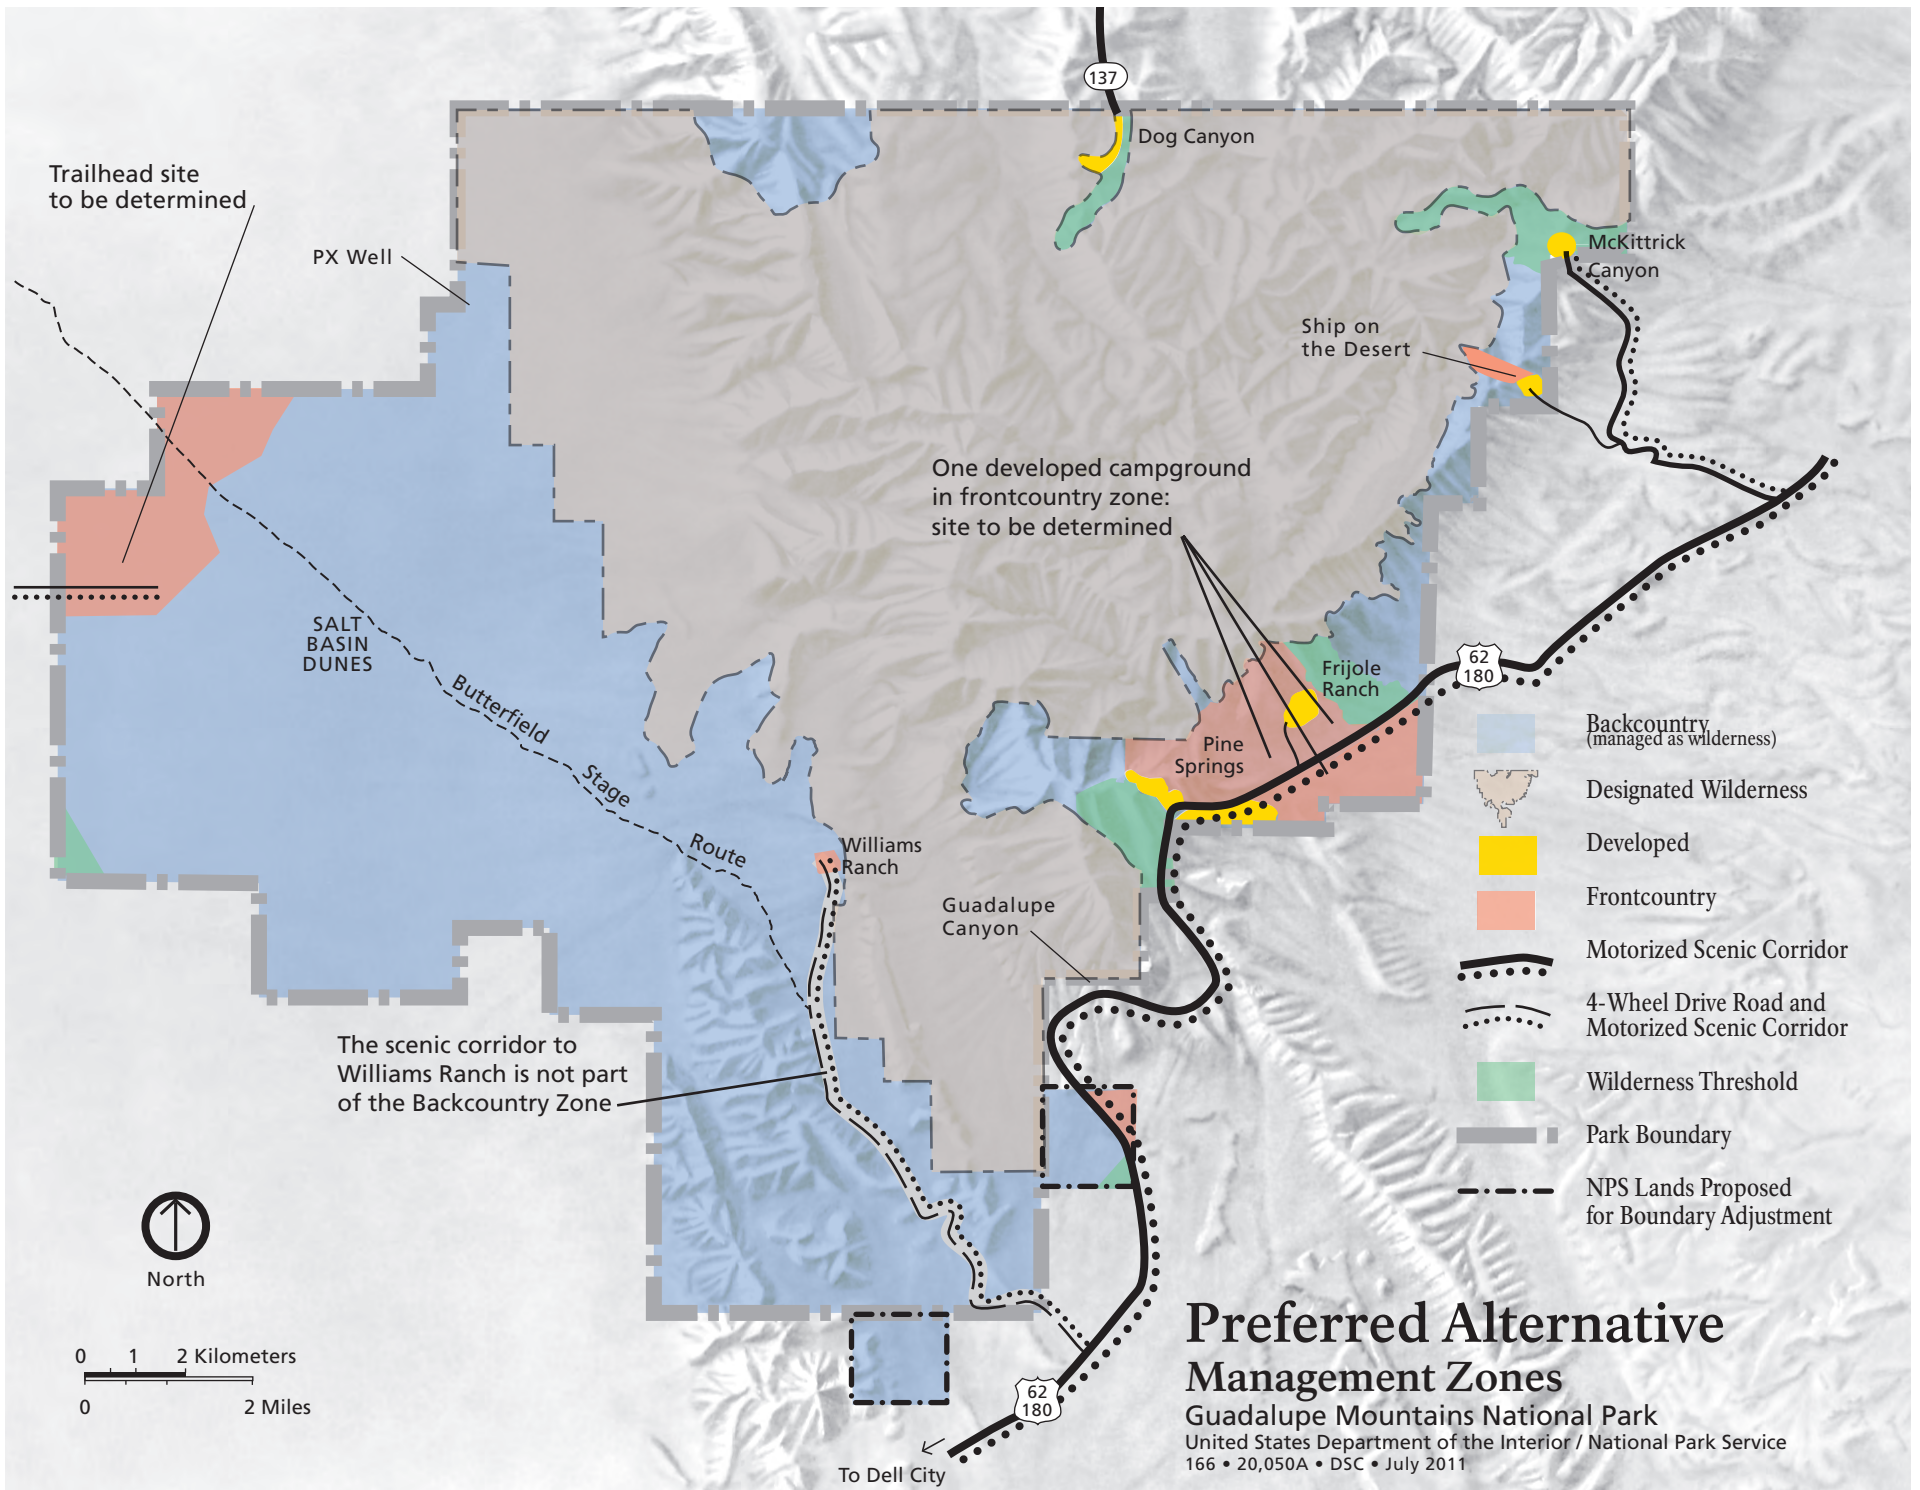 137
Dog Canyon
Trailhead site
to be determined
PX Well
McKittrick
Canyon
Ship on
the Desert
One developed campground
in frontcountry zone:
site to be determined
SALT
BASIN
DUNES
Butterfield
Stage
Route
Frijole
Ranch
62
180
Pine
Springs
Williams
Ranch
Guadalupe
Canyon
The scenic corridor to
Williams Ranch is not part
of the Backcountry Zone
Backcountry
(managed as wilderness)
Designated Wilderness
Developed
Frontcountry
Motorized Scenic Corridor
4-Wheel Drive Road and
Motorized Scenic Corridor
Wilderness Threshold
Park Boundary
NPS Lands Proposed
for Boundary Adjustment
North
0 1 2 Kilometers
0 2 Miles
62
180
To Dell City
Preferred Alternative
Management Zones
Guadalupe Mountains National Park
United States Department of the Interior / National Park Service
166 • 20,050A • DSC • July 2011